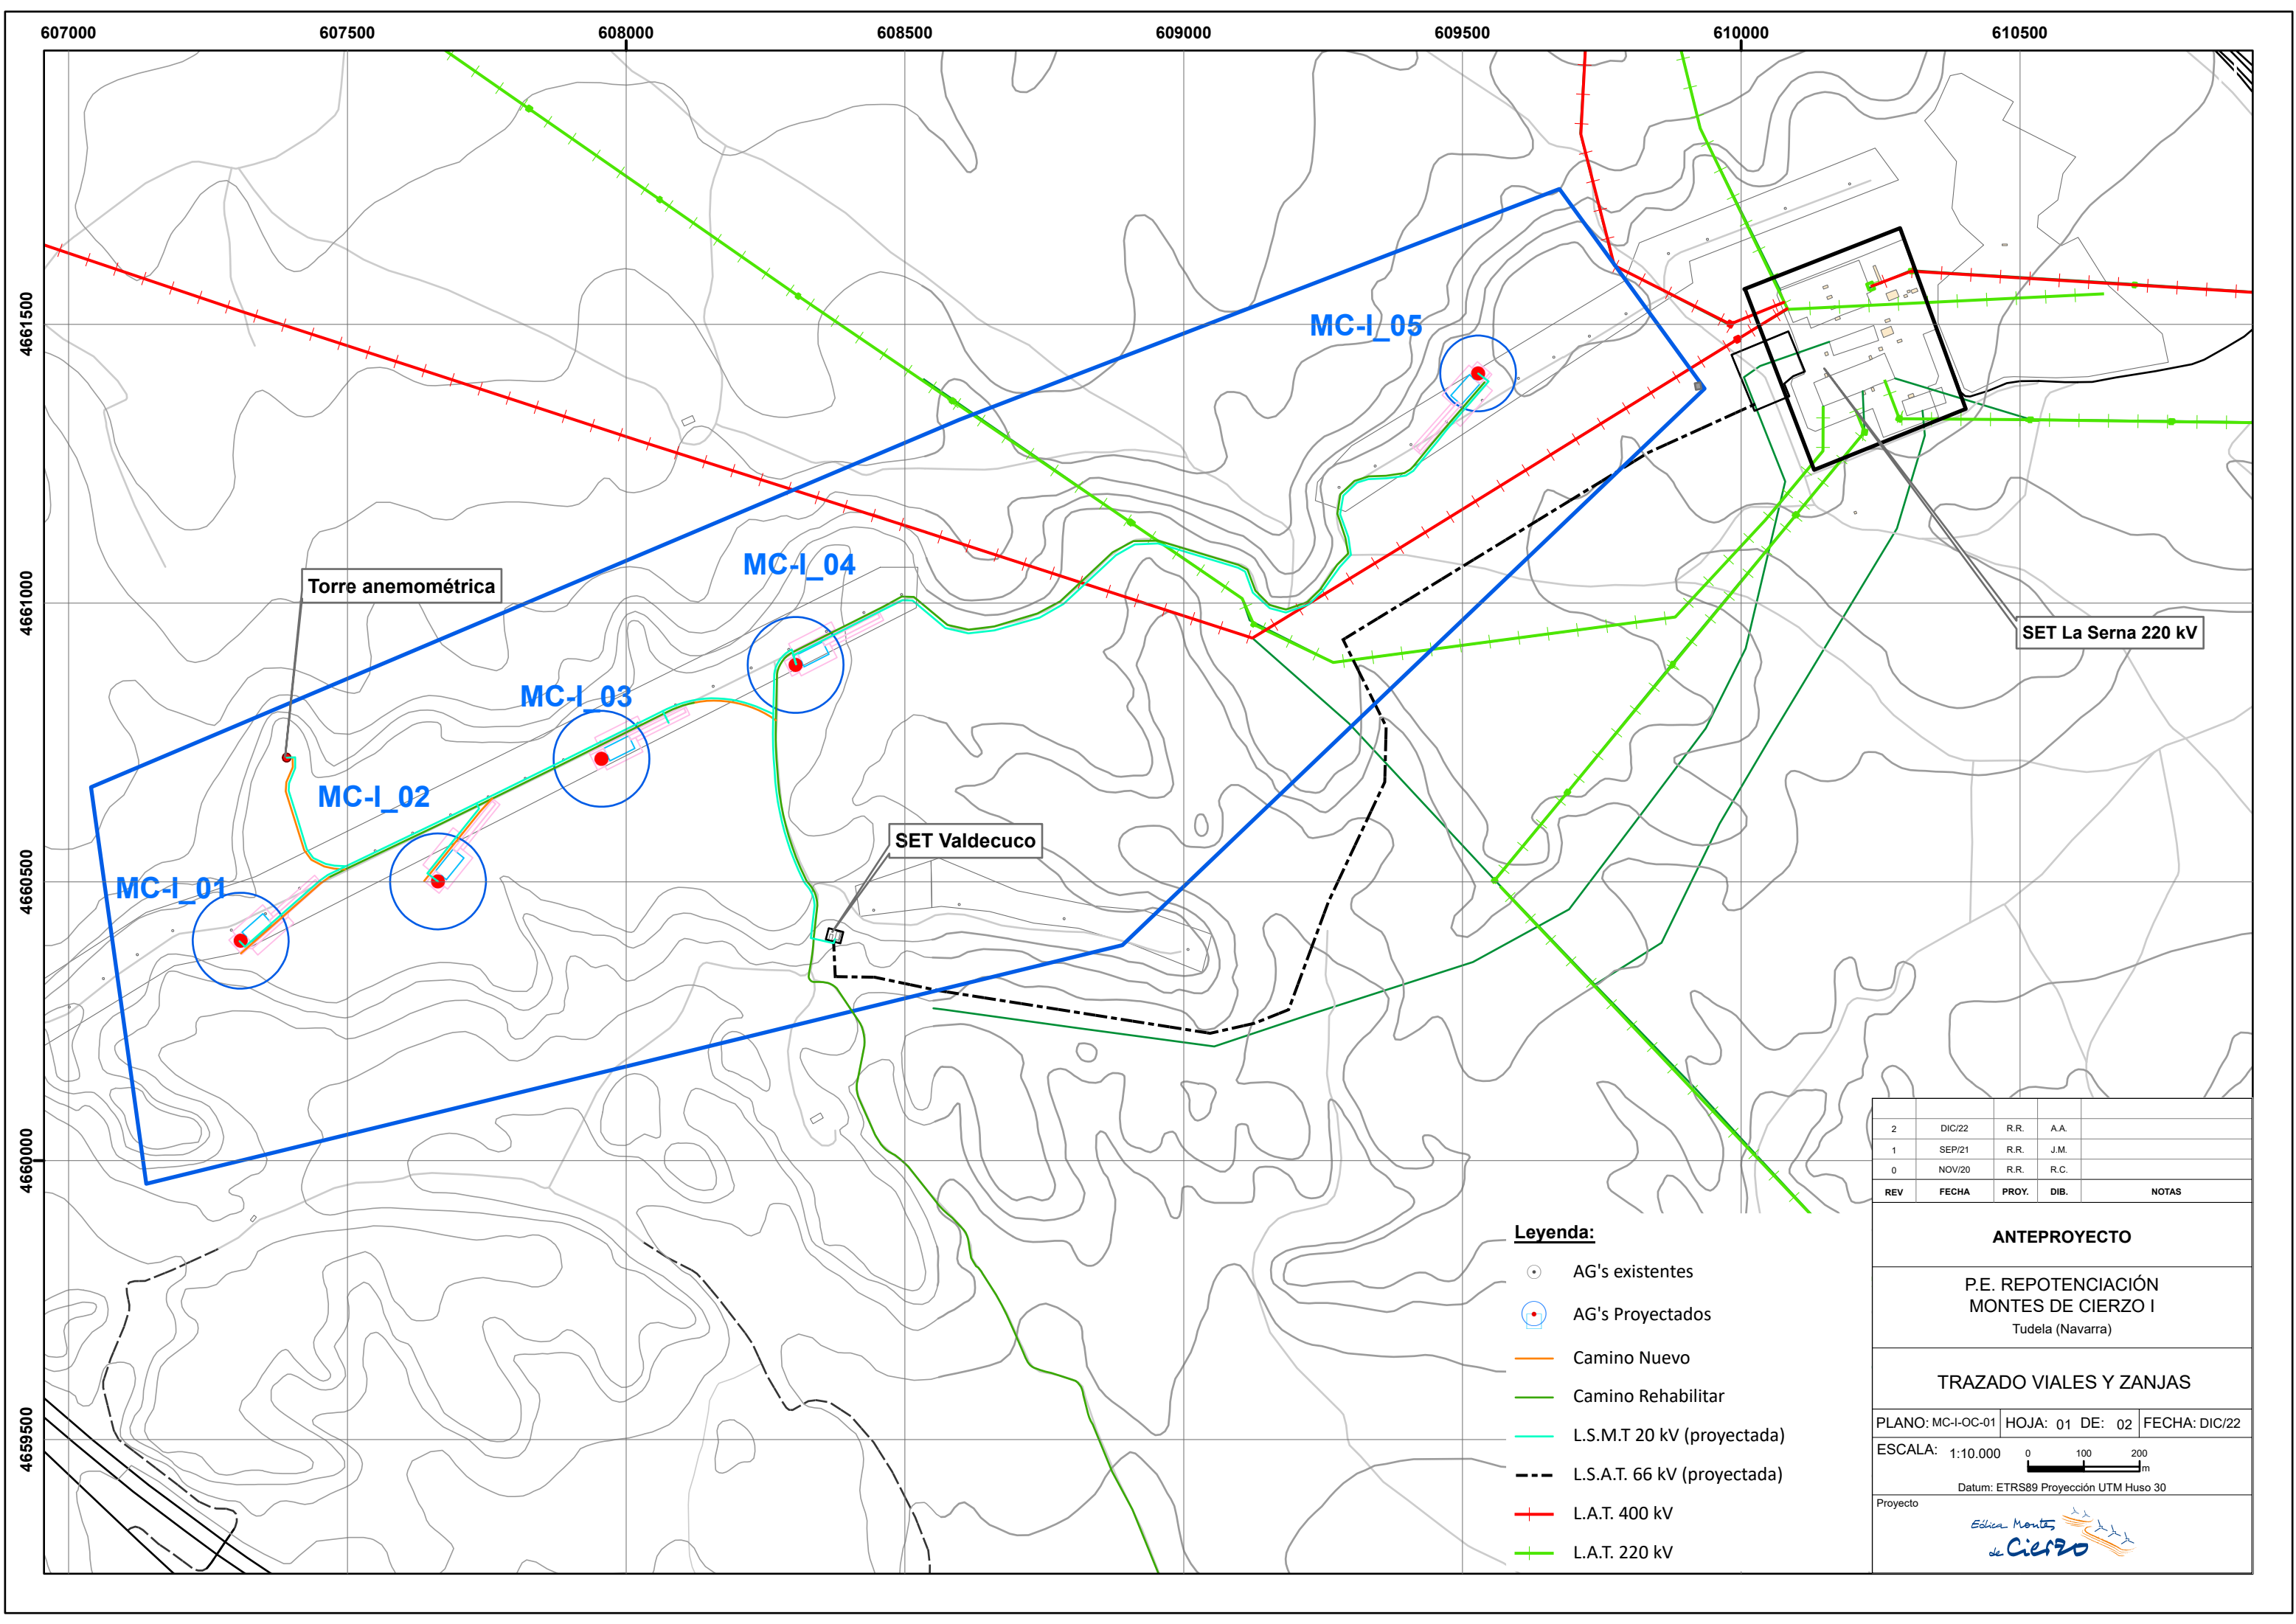 607000 607500 608000 608500 609000 609500 610000 610500
4661500
4661000
4660500
4660000
4659500
MC-I_05
MC-I_04
Torre anemométrica
SET La Serna 220 kV
MC-I_03
MC-I_02
SET Valdecuco
MC-I_01
Leyenda:
AG's existentes
AG's Proyectados
Camino Nuevo
Camino Rehabilitar
L.S.M.T 20 kV (proyectada)
L.S.A.T. 66 kV (proyectada)
L.A.T. 400 kV
L.A.T. 220 kV
2 DIC/22 R.R. A.A.
1 SEP/21 R.R. J.M.
0 NOV/20 R.R. R.C.
REV FECHA PROY. DIB. NOTAS
ANTEPROYECTO
P.E. REPOTENCIACIÓN
MONTES DE CIERZO I
Tudela (Navarra)
TRAZADO VIALES Y ZANJAS
PLANO: MC-I-OC-01 HOJA: 01 DE: 02 FECHA: DIC/22
ESCALA: 1:10.000 0 100 200
m
Datum: ETRS89 Proyección UTM Huso 30
Proyecto
Eólica Montes
de Cierzo